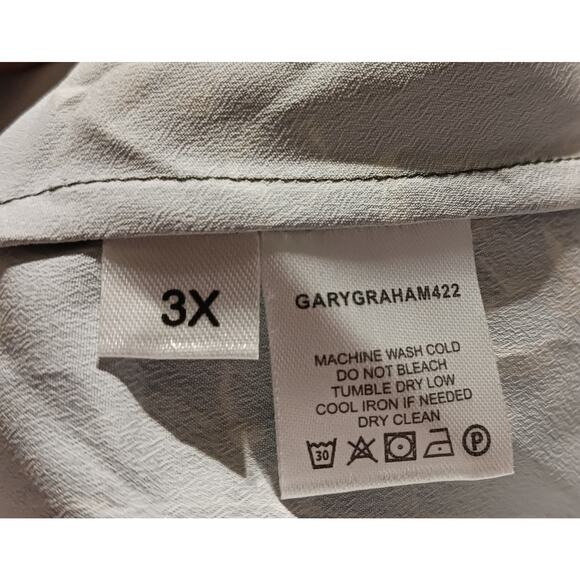 3X
GARYGRAHAM422
MACHINE WASH COLD
DO NOT BLEACH
TUMBLE DRY LOW
COOL IRON IF NEEDED
DRY CLEAN
30 P